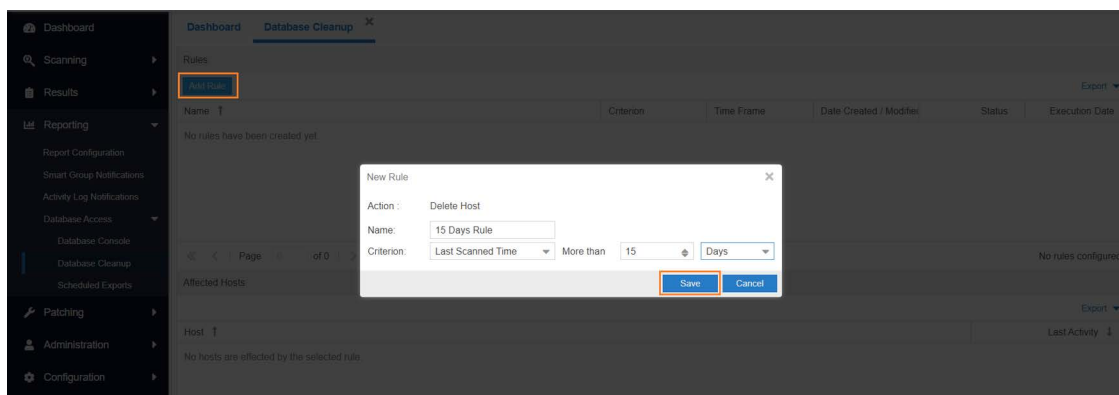 Dashboard
Scanning
Results
Reporting
Report Configuration
Smart Group Notifications
Activity Log Notifications
Database Access
Database Console
Database Cleanup
Scheduled Exports
Patching
Administration
Configuration
Dashboard Database Cleanup
Rules
Add Rule
Export
Name Criterion Time Frame Date Created / Modified Status Execution Date
No rules have been created yet
New Rule
Action : Delete Host
Name: 15 Days Rule
Criterion: Last Scanned Time More than 15 Days
Save Cancel
Page of 0 No rules configured
Affected Hosts
Export
Host Last Activity
No hosts are effected by the selected rule